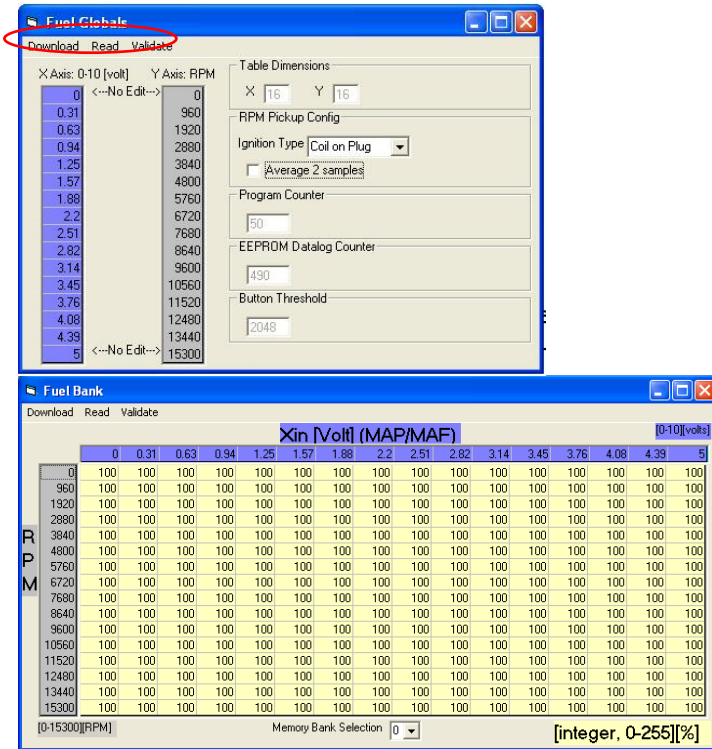 Fuel Globals
Download Read Validate
X Axis: 0-10 [volt] Y Axis: RPM
0 <---No Edit---> 0
0.31 960
0.63 1920
0.94 2880
1.25 3840
1.57 4800
1.88 5760
2.2 6720
2.51 7680
2.82 8640
3.14 9600
3.45 10560
3.76 11520
4.08 12480
4.39 13440
5 <---No Edit---> 15300
Table Dimensions
X 16 Y 16
RPM Pickup Config
Ignition Type Coil on Plug
Average 2 samples
Program Counter
50
EEPROM Datalog Counter
490
Button Threshold
2048
Fuel Bank
Download Read Validate
Xin [Volt] (MAP/MAF) [0-10][volts]
0 0.31 0.63 0.94 1.25 1.57 1.88 2.2 2.51 2.82 3.14 3.45 3.76 4.08 4.39 5
RPM
0 100 100 100 100 100 100 100 100 100 100 100 100 100 100 100 100
960 100 100 100 100 100 100 100 100 100 100 100 100 100 100 100 100
1920 100 100 100 100 100 100 100 100 100 100 100 100 100 100 100 100
2880 100 100 100 100 100 100 100 100 100 100 100 100 100 100 100 100
3840 100 100 100 100 100 100 100 100 100 100 100 100 100 100 100 100
4800 100 100 100 100 100 100 100 100 100 100 100 100 100 100 100 100
5760 100 100 100 100 100 100 100 100 100 100 100 100 100 100 100 100
6720 100 100 100 100 100 100 100 100 100 100 100 100 100 100 100 100
7680 100 100 100 100 100 100 100 100 100 100 100 100 100 100 100 100
8640 100 100 100 100 100 100 100 100 100 100 100 100 100 100 100 100
9600 100 100 100 100 100 100 100 100 100 100 100 100 100 100 100 100
10560 100 100 100 100 100 100 100 100 100 100 100 100 100 100 100 100
11520 100 100 100 100 100 100 100 100 100 100 100 100 100 100 100 100
12480 100 100 100 100 100 100 100 100 100 100 100 100 100 100 100 100
13440 100 100 100 100 100 100 100 100 100 100 100 100 100 100 100 100
15300 100 100 100 100 100 100 100 100 100 100 100 100 100 100 100 100
[0-15300][RPM] Memory Bank Selection 0 [integer, 0-255][%]